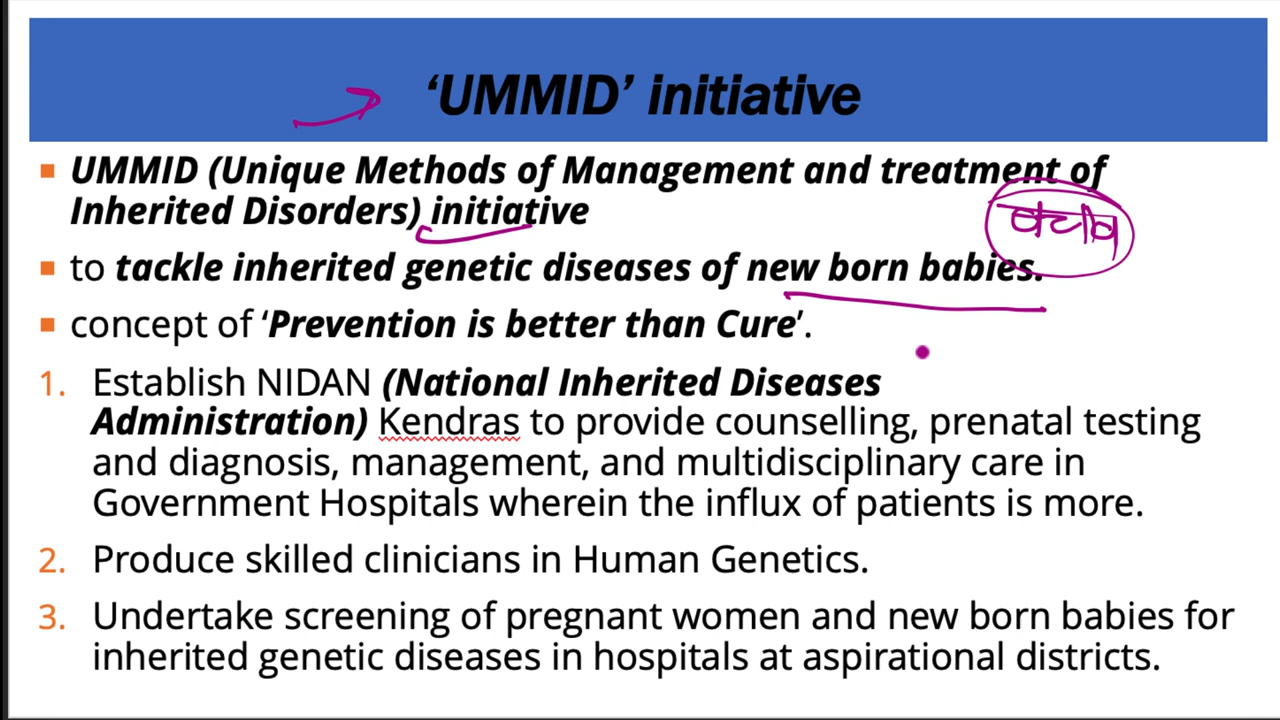 ‘UMMID’ initiative
UMMID (Unique Methods of Management and treatment of
Inherited Disorders) initiative
to tackle inherited genetic diseases of new born babies.
concept of ‘Prevention is better than Cure’.
1. Establish NIDAN (National Inherited Diseases
Administration) Kendras to provide counselling, prenatal testing
and diagnosis, management, and multidisciplinary care in
Government Hospitals wherein the influx of patients is more.
2. Produce skilled clinicians in Human Genetics.
3. Undertake screening of pregnant women and new born babies for
inherited genetic diseases in hospitals at aspirational districts.